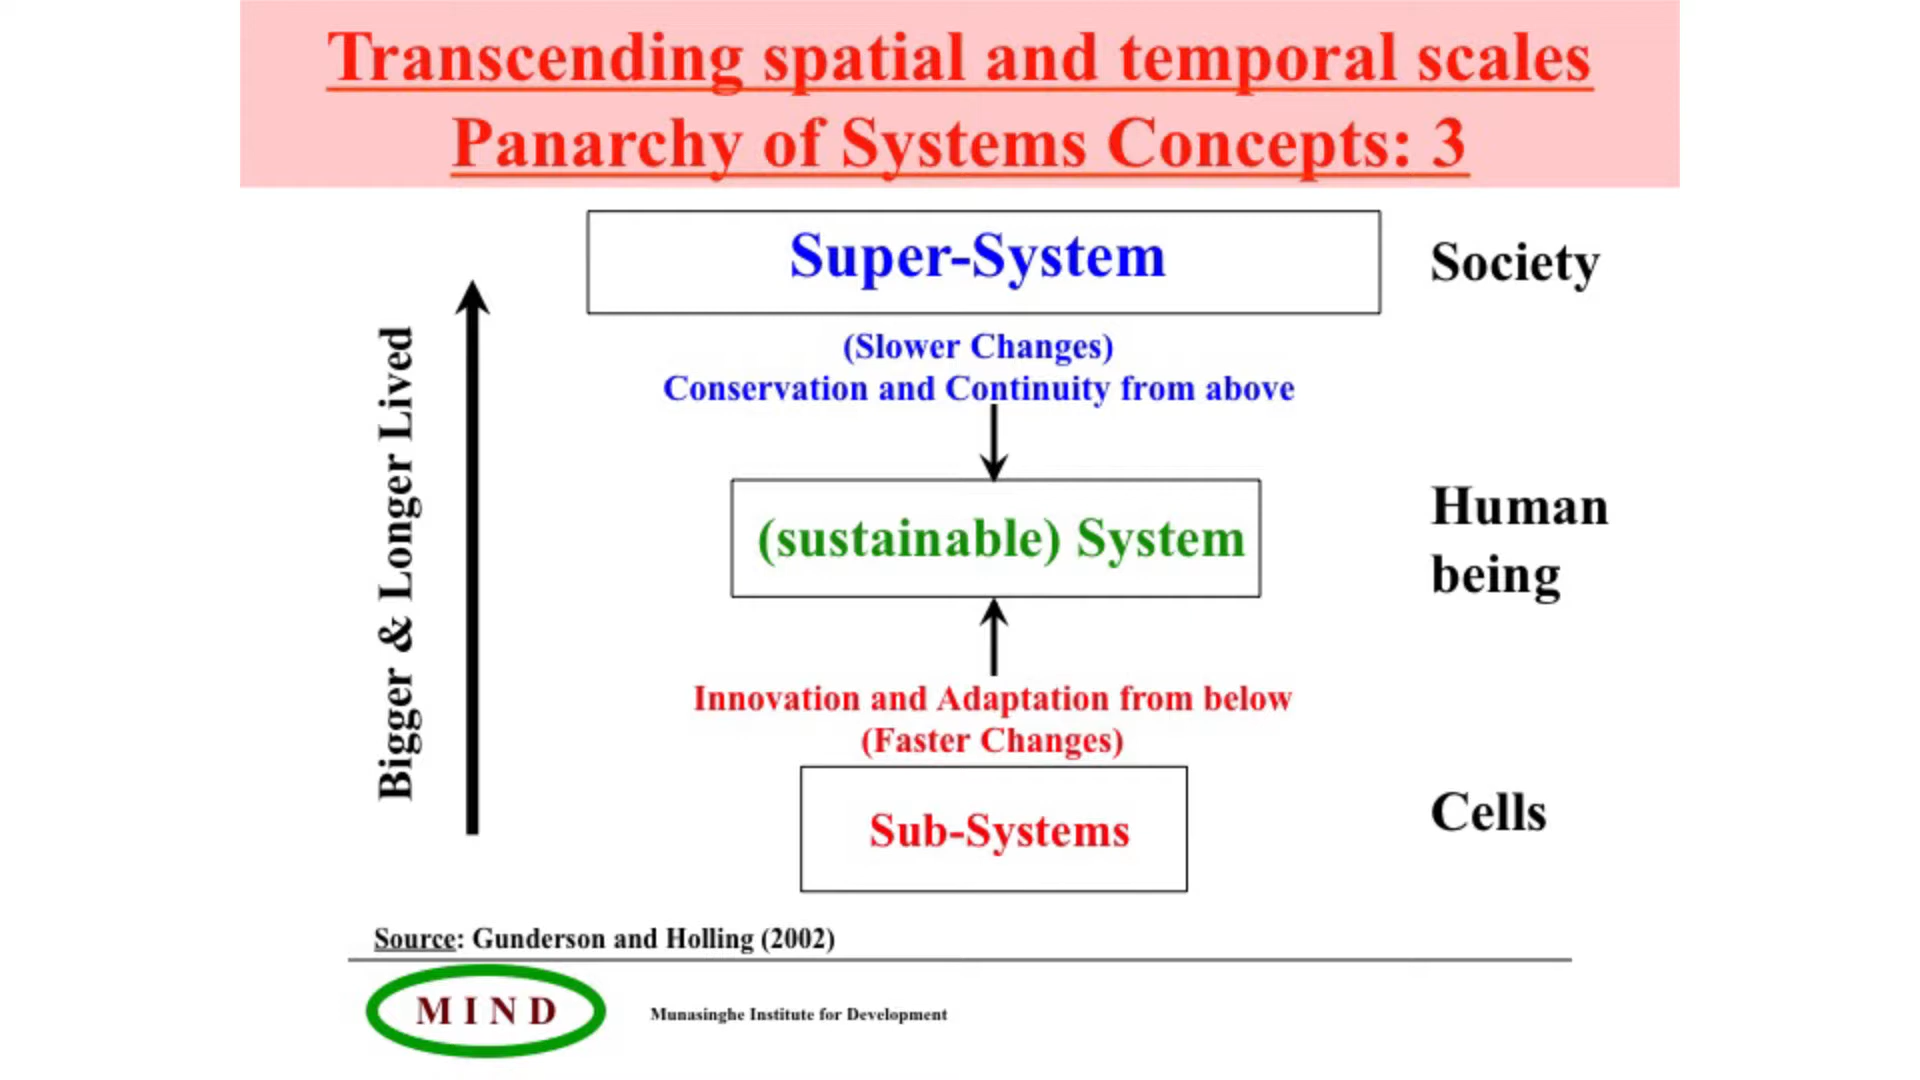 Transcending spatial and temporal scales
Panarchy of Systems Concepts: 3
Super-System
Society
(Slower Changes)
Conservation and Continuity from above
Bigger & Longer Lived
(sustainable) System
Human
being
Innovation and Adaptation from below
(Faster Changes)
Sub-Systems
Cells
Source: Gunderson and Holling (2002)
M I N D
Munasinghe Institute for Development